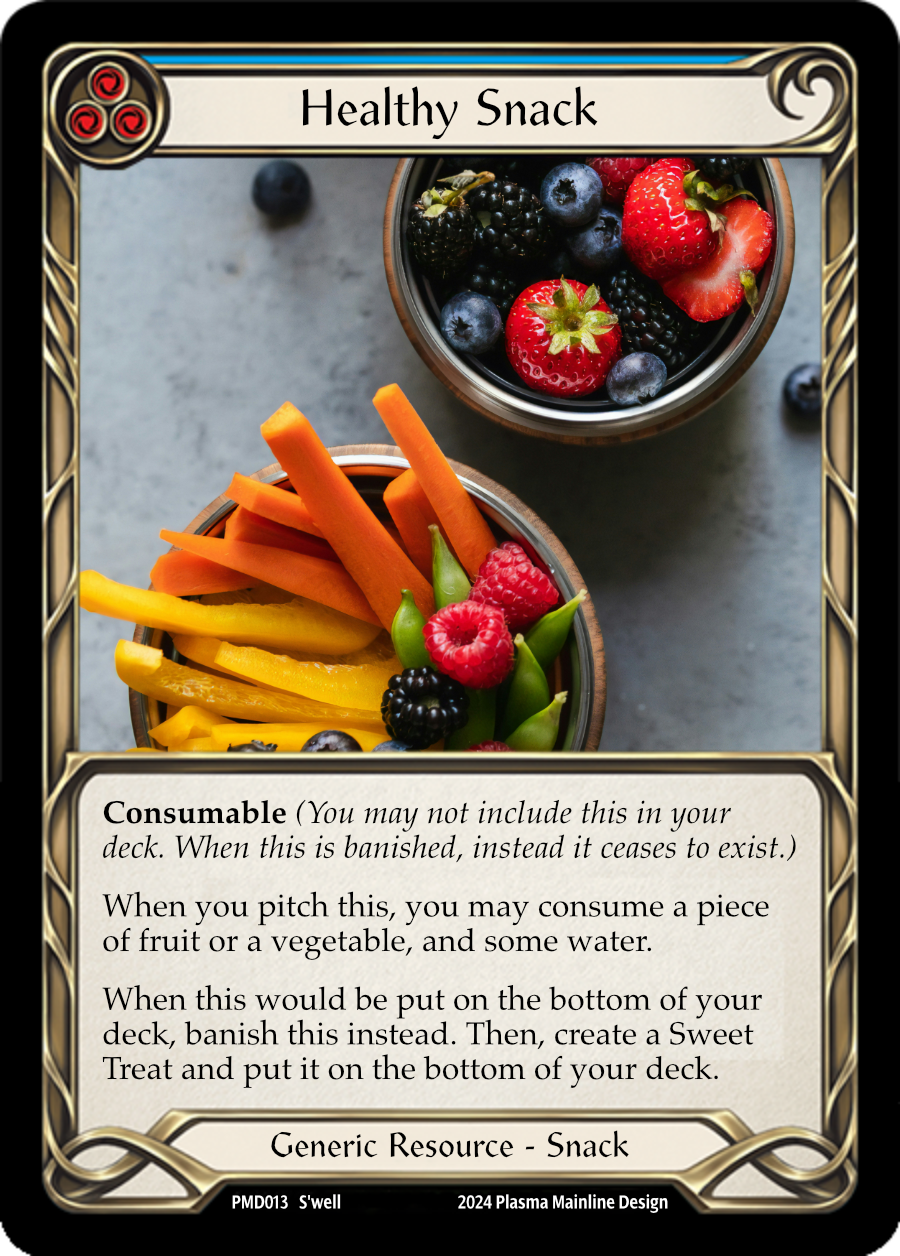 Healthy Snack
Consumable (You may not include this in your
deck. When this is banished, instead it ceases to exist.)
When you pitch this, you may consume a piece
of fruit or a vegetable, and some water.
When this would be put on the bottom of your
deck, banish this instead. Then, create a Sweet
Treat and put it on the bottom of your deck.
Generic Resource - Snack
PMD013 S'well 2024 Plasma Mainline Design